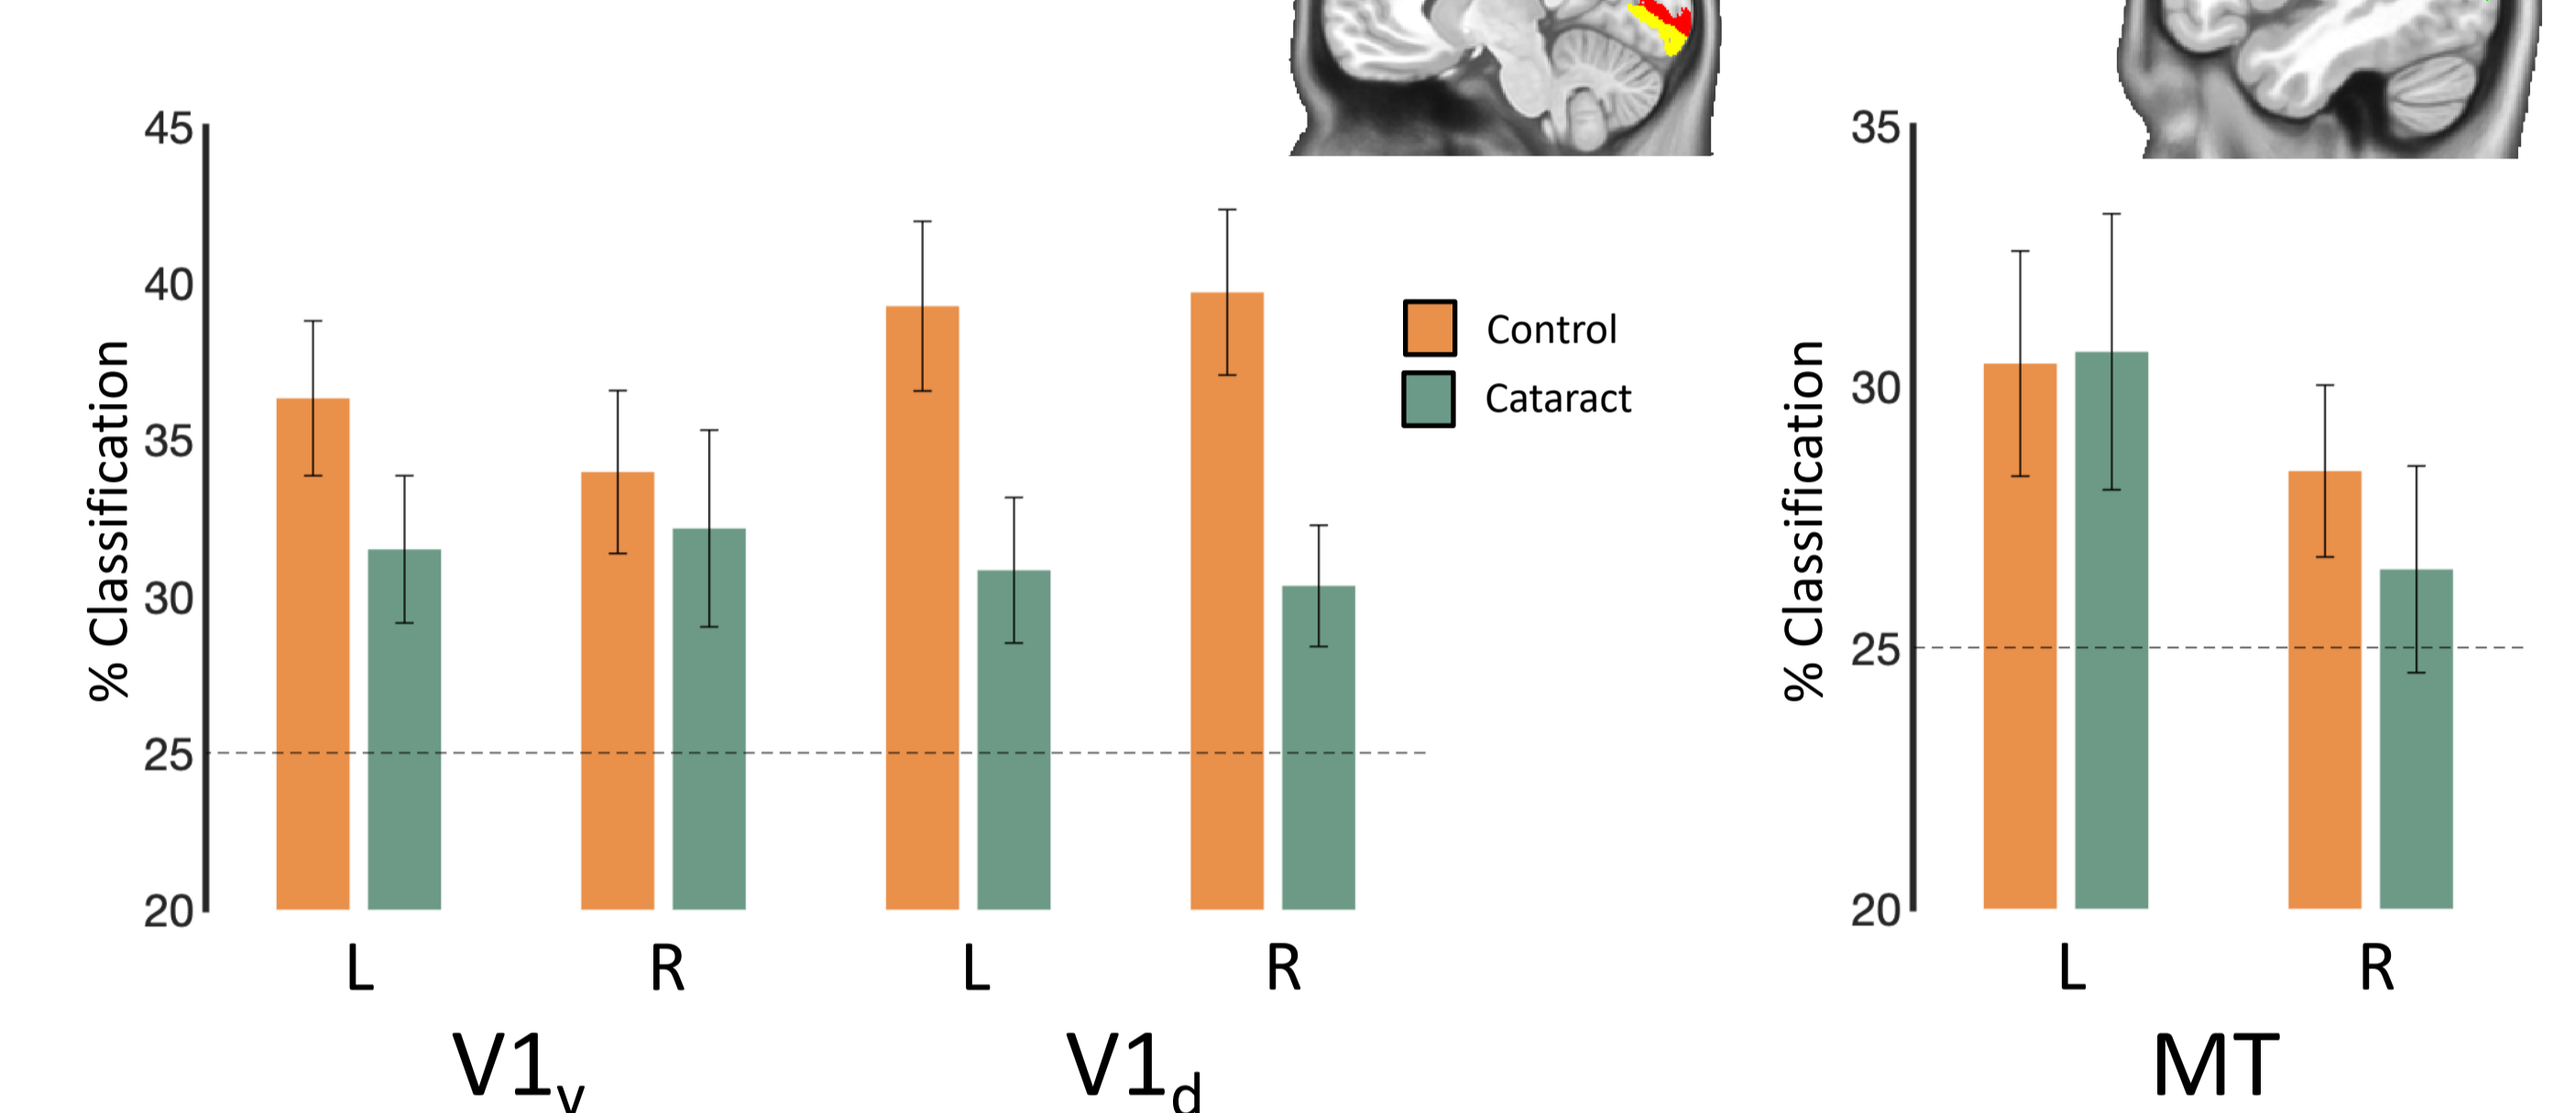 45
40
35
30
25
20
% Classification
L R L R
V1v V1d
Control
Cataract
35
30
25
20
% Classification
L R
MT